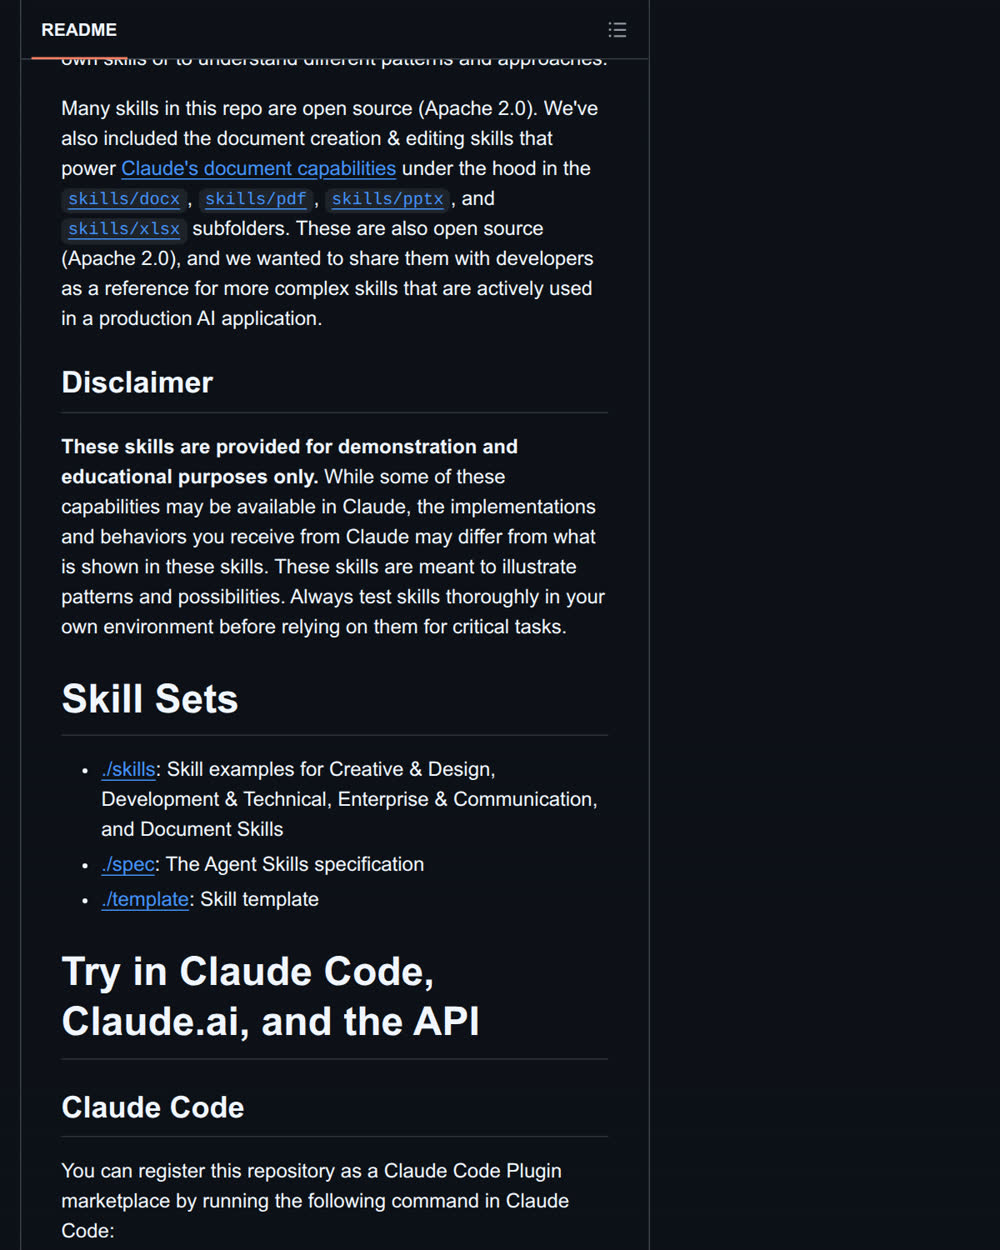 README
own skills or to understand different patterns and approaches.
Many skills in this repo are open source (Apache 2.0). We've
also included the document creation & editing skills that
power Claude's document capabilities under the hood in the
skills/docx, skills/pdf, skills/pptx, and
skills/xlsx subfolders. These are also open source
(Apache 2.0), and we wanted to share them with developers
as a reference for more complex skills that are actively used
in a production AI application.
Disclaimer
These skills are provided for demonstration and
educational purposes only. While some of these
capabilities may be available in Claude, the implementations
and behaviors you receive from Claude may differ from what
is shown in these skills. These skills are meant to illustrate
patterns and possibilities. Always test skills thoroughly in your
own environment before relying on them for critical tasks.
Skill Sets
• ./skills: Skill examples for Creative & Design,
Development & Technical, Enterprise & Communication,
and Document Skills
• ./spec: The Agent Skills specification
• ./template: Skill template
Try in Claude Code,
Claude.ai, and the API
Claude Code
You can register this repository as a Claude Code Plugin
marketplace by running the following command in Claude
Code: